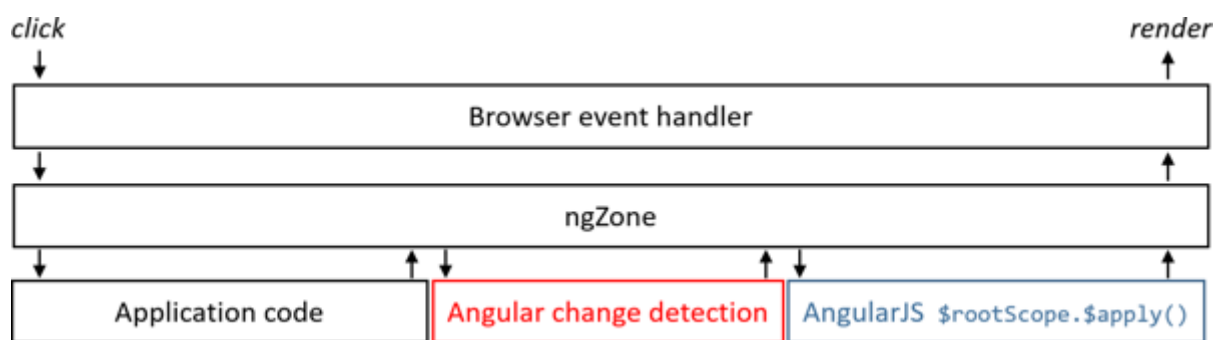 click render
Browser event handler
ngZone
Application code Angular change detection AngularJS $rootScope.$apply()